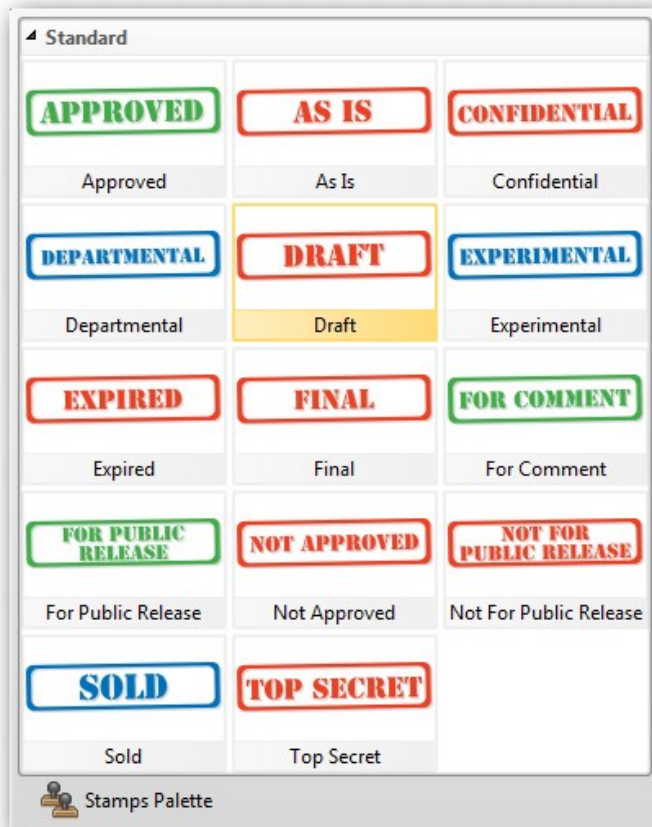 Standard
APPROVED
AS IS
CONFIDENTIAL
Approved
As Is
Confidential
DEPARTMENTAL
DRAFT
EXPERIMENTAL
Departmental
Draft
Experimental
EXPIRED
FINAL
FOR COMMENT
Expired
Final
For Comment
FOR PUBLIC
RELEASE
NOT APPROVED
NOT FOR
PUBLIC RELEASE
For Public Release
Not Approved
Not For Public Release
SOLD
TOP SECRET
Sold
Top Secret
Stamps Palette